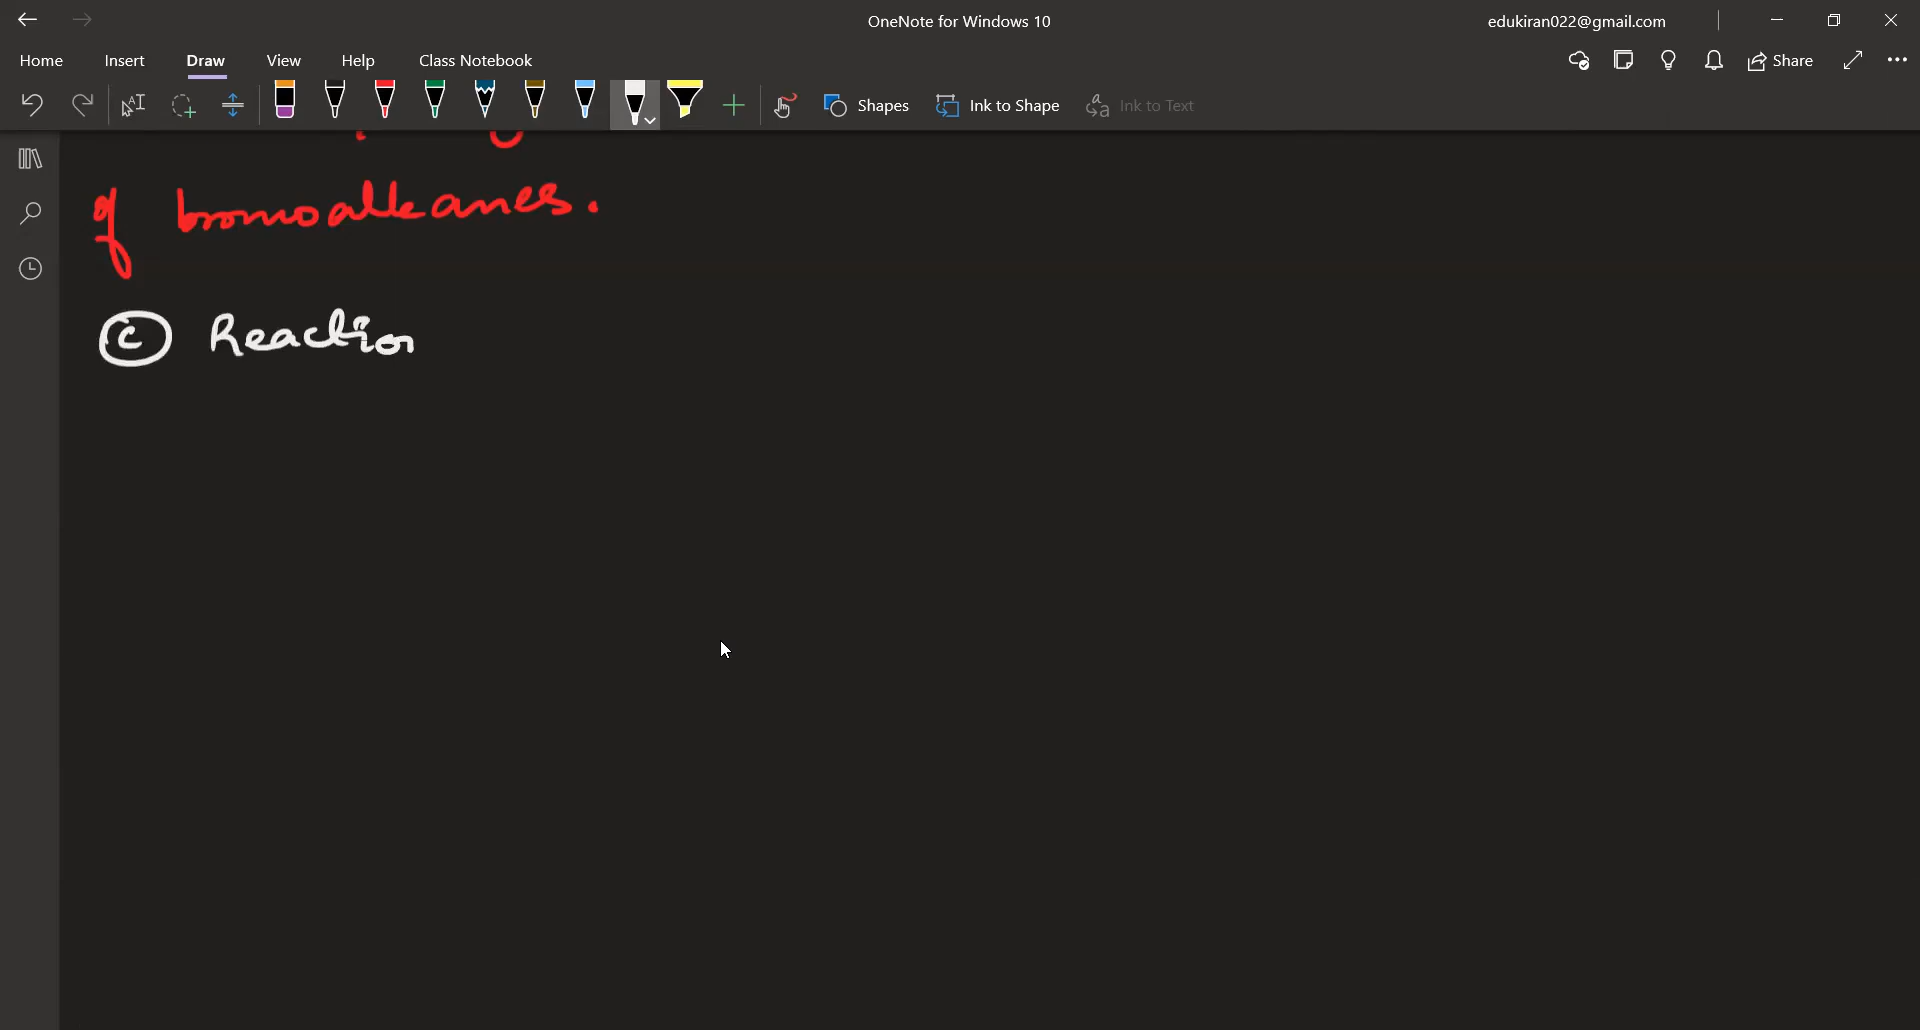 OneNote for Windows 10
edukiran022@gmail.com
Home Insert Draw View Help Class Notebook
Share
Shapes Ink to Shape Ink to Text
of bromoalkanes.
C Reaction